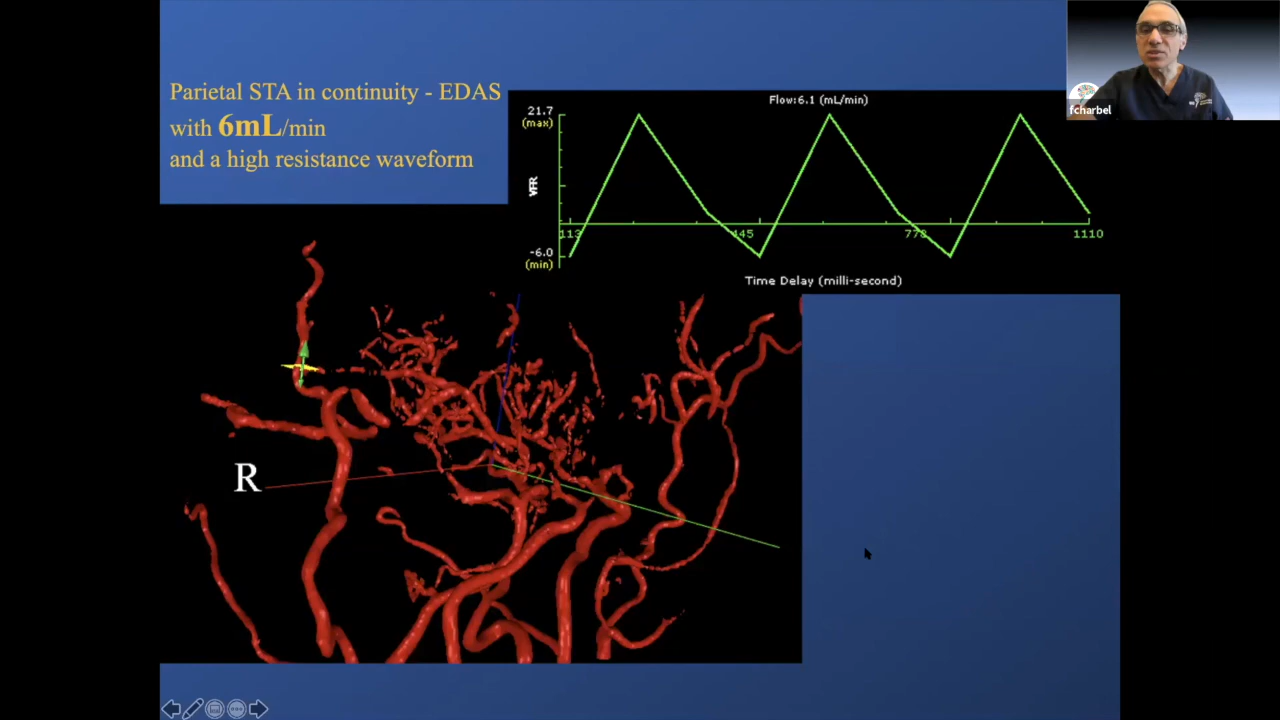 Parietal STA in continuity - EDAS
with 6mL/min
and a high resistance waveform
Flow:6.1 (mL/min)
21.7
(max)
VFR
-6.0
(min)
113
445
778
1110
Time Delay (milli-second)
R
fcharbel